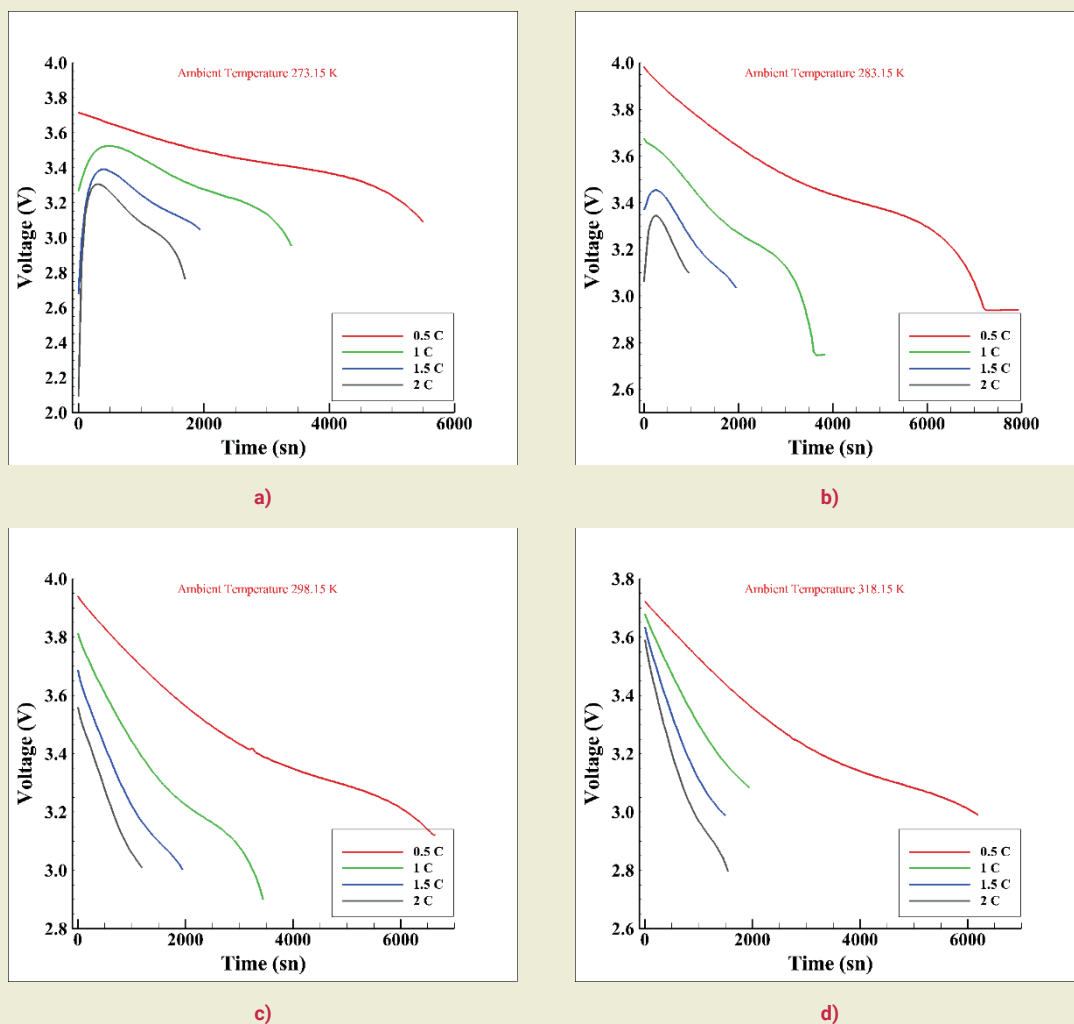 Ambient Temperature 273.15 K
4.0
3.8
3.6
3.4
3.2
3.0
2.8
2.6
2.4
2.2
2.0
Voltage (V)
0.5 C
1 C
1.5 C
2 C
0 2000 4000 6000
Time (sn)
a)
Ambient Temperature 283.15 K
4.0
3.8
3.6
3.4
3.2
3.0
2.8
2.6
Voltage (V)
0.5 C
1 C
1.5 C
2 C
0 2000 4000 6000 8000
Time (sn)
b)
Ambient Temperature 298.15 K
4.0
3.8
3.6
3.4
3.2
3.0
2.8
Voltage (V)
0.5 C
1 C
1.5 C
2 C
0 2000 4000 6000
Time (sn)
c)
Ambient Temperature 318.15 K
3.8
3.6
3.4
3.2
3.0
2.8
2.6
Voltage (V)
0.5 C
1 C
1.5 C
2 C
0 2000 4000 6000
Time (sn)
d)